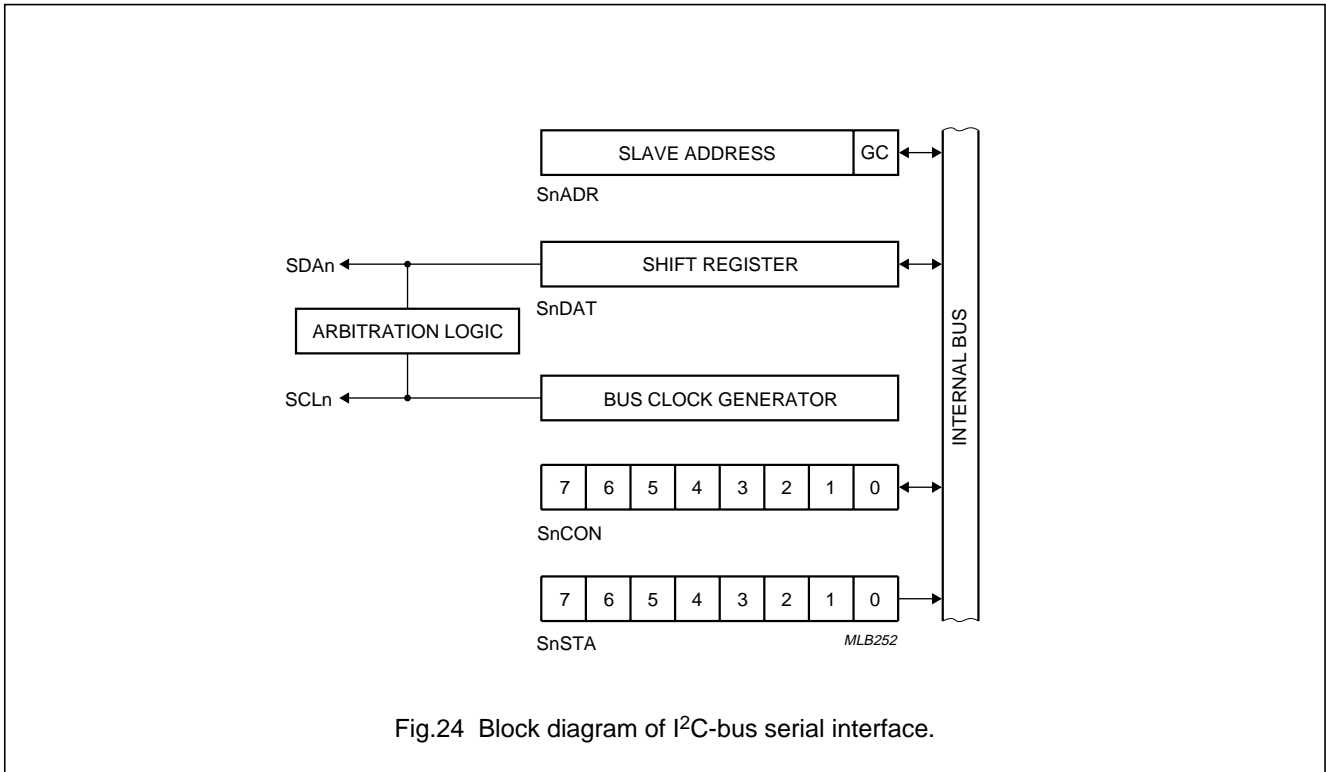 SLAVE ADDRESS GC
SnADR
SDAn SHIFT REGISTER
SnDAT
ARBITRATION LOGIC
INTERNAL BUS
SCLn BUS CLOCK GENERATOR
7 6 5 4 3 2 1 0
SnCON
7 6 5 4 3 2 1 0
SnSTA MLB252
Fig.24 Block diagram of I²C-bus serial interface.